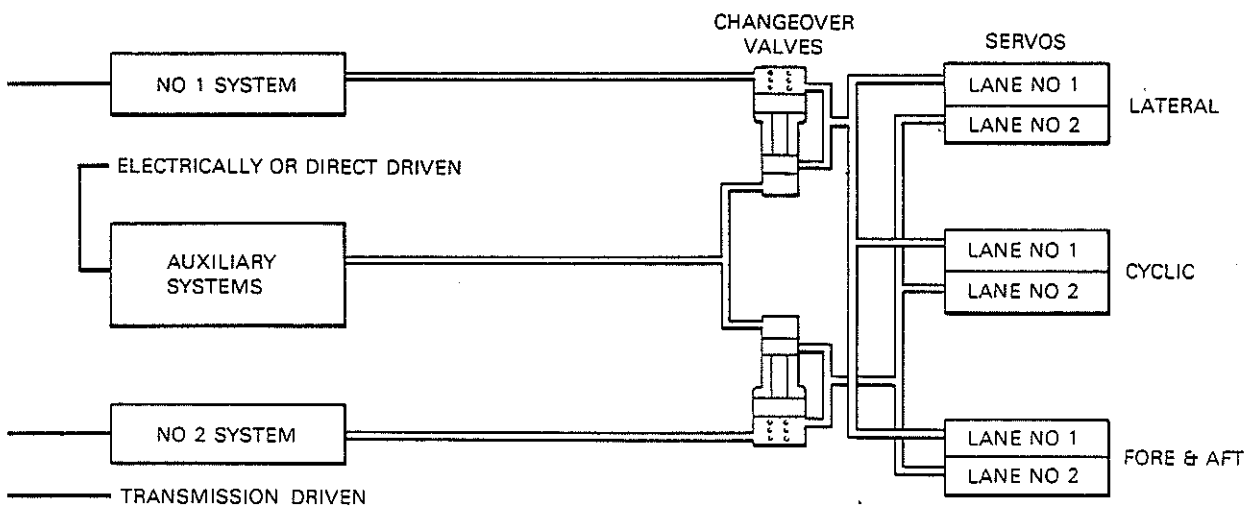 CHANGEOVER
VALVES
SERVOS
NO 1 SYSTEM
LANE NO 1
LANE NO 2
LATERAL
ELECTRICALLY OR DIRECT DRIVEN
AUXILIARY
SYSTEMS
LANE NO 1
LANE NO 2
CYCLIC
NO 2 SYSTEM
LANE NO 1
LANE NO 2
FORE & AFT
TRANSMISSION DRIVEN